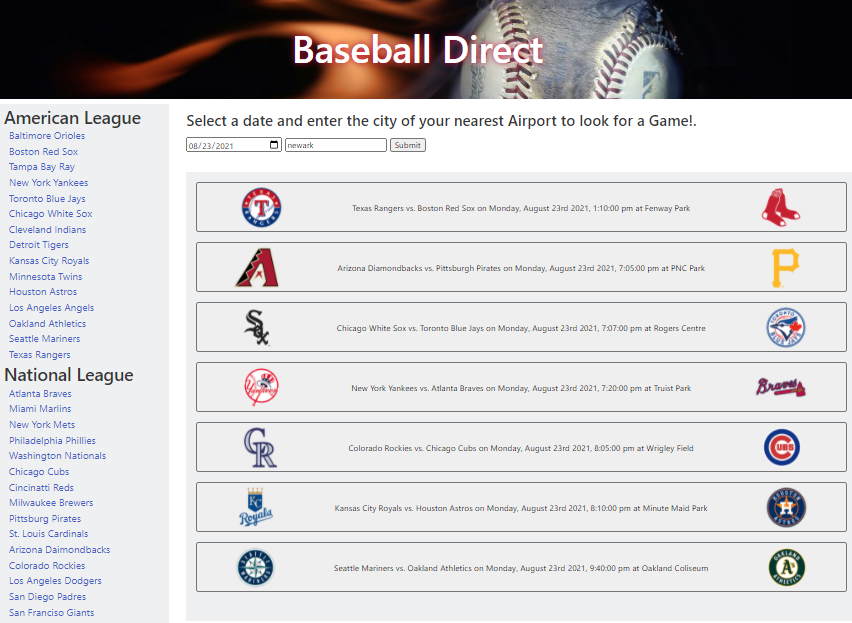 Baseball Direct
American League
Baltimore Orioles
Boston Red Sox
Tampa Bay Ray
New York Yankees
Toronto Blue Jays
Chicago White Sox
Cleveland Indians
Detroit Tigers
Kansas City Royals
Minnesota Twins
Houston Astros
Los Angeles Angels
Oakland Athletics
Seattle Mariners
Texas Rangers
National League
Atlanta Braves
Miami Marlins
New York Mets
Philadelphia Phillies
Washington Nationals
Chicago Cubs
Cincinatti Reds
Milwaukee Brewers
Pittsburg Pirates
St. Louis Cardinals
Arizona Daimondbacks
Colorado Rockies
Los Angeles Dodgers
San Diego Padres
San Franciso Giants
Select a date and enter the city of your nearest Airport to look for a Game!.
08/23/2021 newark Submit
Texas Rangers vs. Boston Red Sox on Monday, August 23rd 2021, 1:10:00 pm at Fenway Park
Arizona Diamondbacks vs. Pittsburgh Pirates on Monday, August 23rd 2021, 7:05:00 pm at PNC Park
P
Chicago White Sox vs. Toronto Blue Jays on Monday, August 23rd 2021, 7:07:00 pm at Rogers Centre
New York Yankees vs. Atlanta Braves on Monday, August 23rd 2021, 7:20:00 pm at Truist Park
Braves
CR
Colorado Rockies vs. Chicago Cubs on Monday, August 23rd 2021, 8:05:00 pm at Wrigley Field
CUBS
KC
Royals
Kansas City Royals vs. Houston Astros on Monday, August 23rd 2021, 8:10:00 pm at Minute Maid Park
Seattle Mariners vs. Oakland Athletics on Monday, August 23rd 2021, 9:40:00 pm at Oakland Coliseum